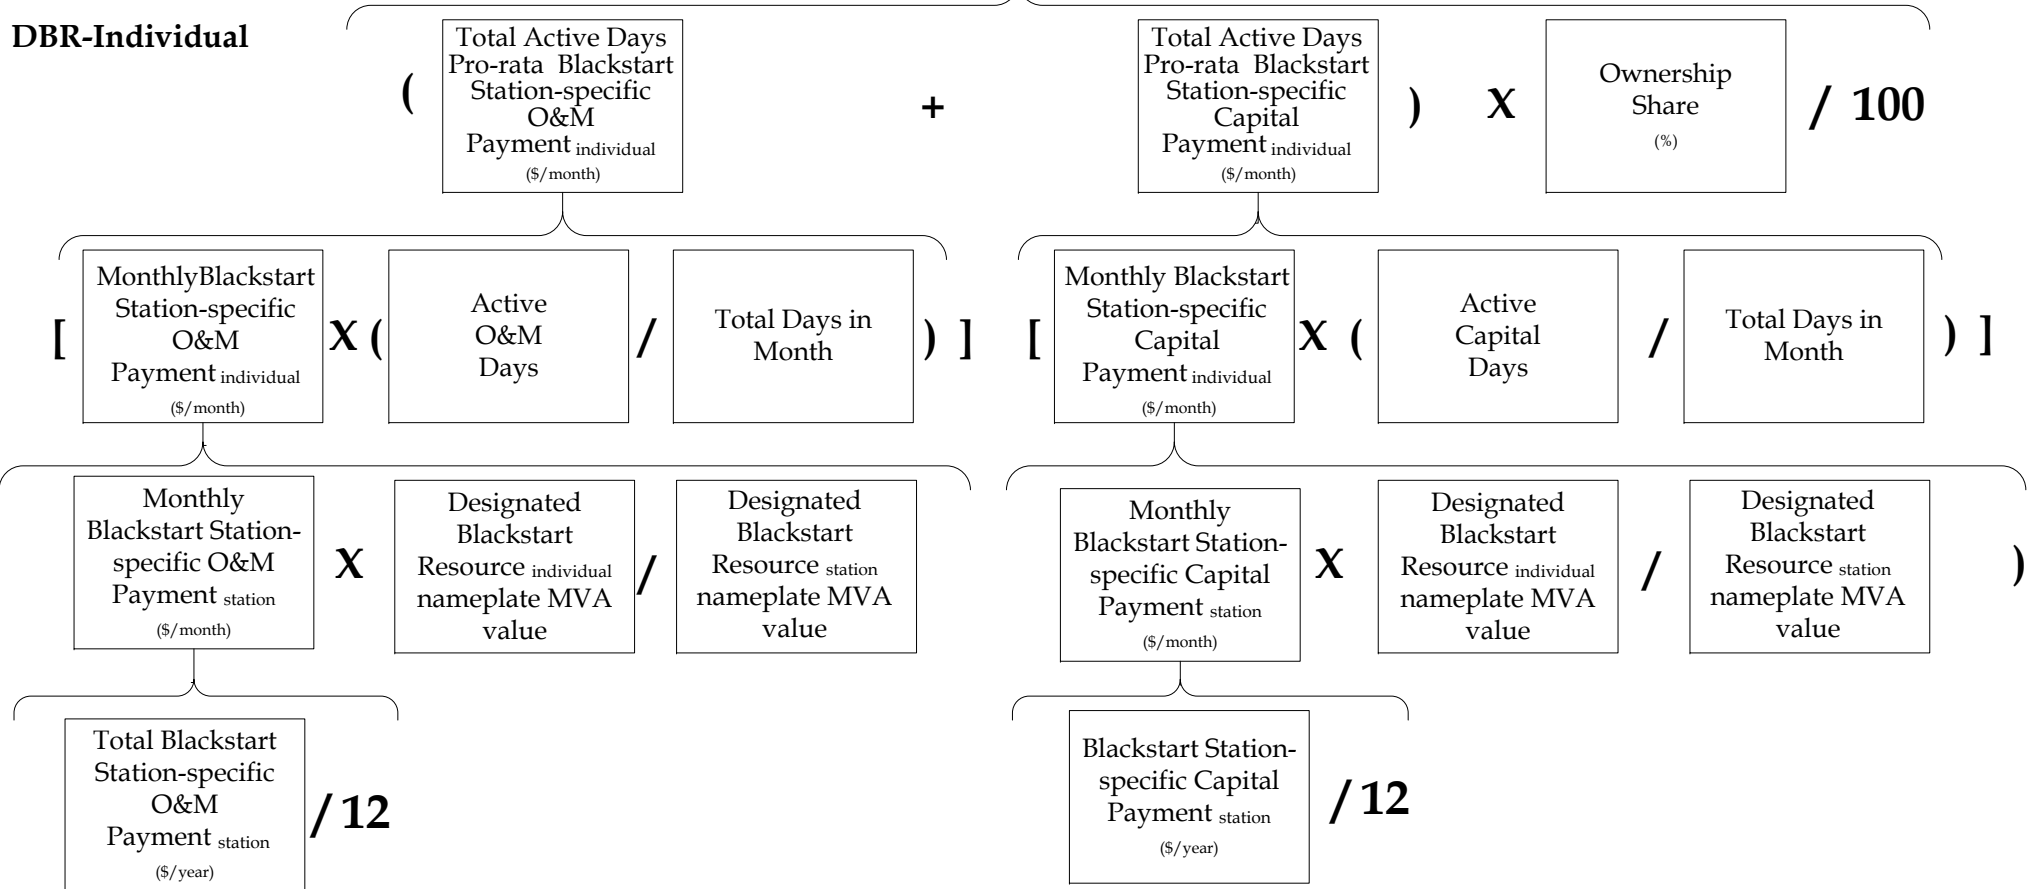 DBR-Individual
(
Total Active Days
Pro-rata Blackstart
Station-specific
O&M
Payment individual
($/month)
+
Total Active Days
Pro-rata Blackstart
Station-specific
Capital
Payment individual
($/month)
)
X
Ownership
Share
(%)
/ 100
[
MonthlyBlackstart
Station-specific
O&M
Payment individual
($/month)
X (
Active
O&M
Days
/
Total Days in
Month
) ]
[
Monthly Blackstart
Station-specific
Capital
Payment individual
($/month)
X (
Active
Capital
Days
/
Total Days in
Month
) ]
Monthly
Blackstart Station-
specific O&M
Payment station
($/month)
X
Designated
Blackstart
Resource individual
nameplate MVA
value
/
Designated
Blackstart
Resource station
nameplate MVA
value
Monthly
Blackstart Station-
specific Capital
Payment station
($/month)
X
Designated
Blackstart
Resource individual
nameplate MVA
value
/
Designated
Blackstart
Resource station
nameplate MVA
value
)
Total Blackstart
Station-specific
O&M
Payment station
($/year)
/ 12
Blackstart Station-
specific Capital
Payment station
($/year)
/ 12